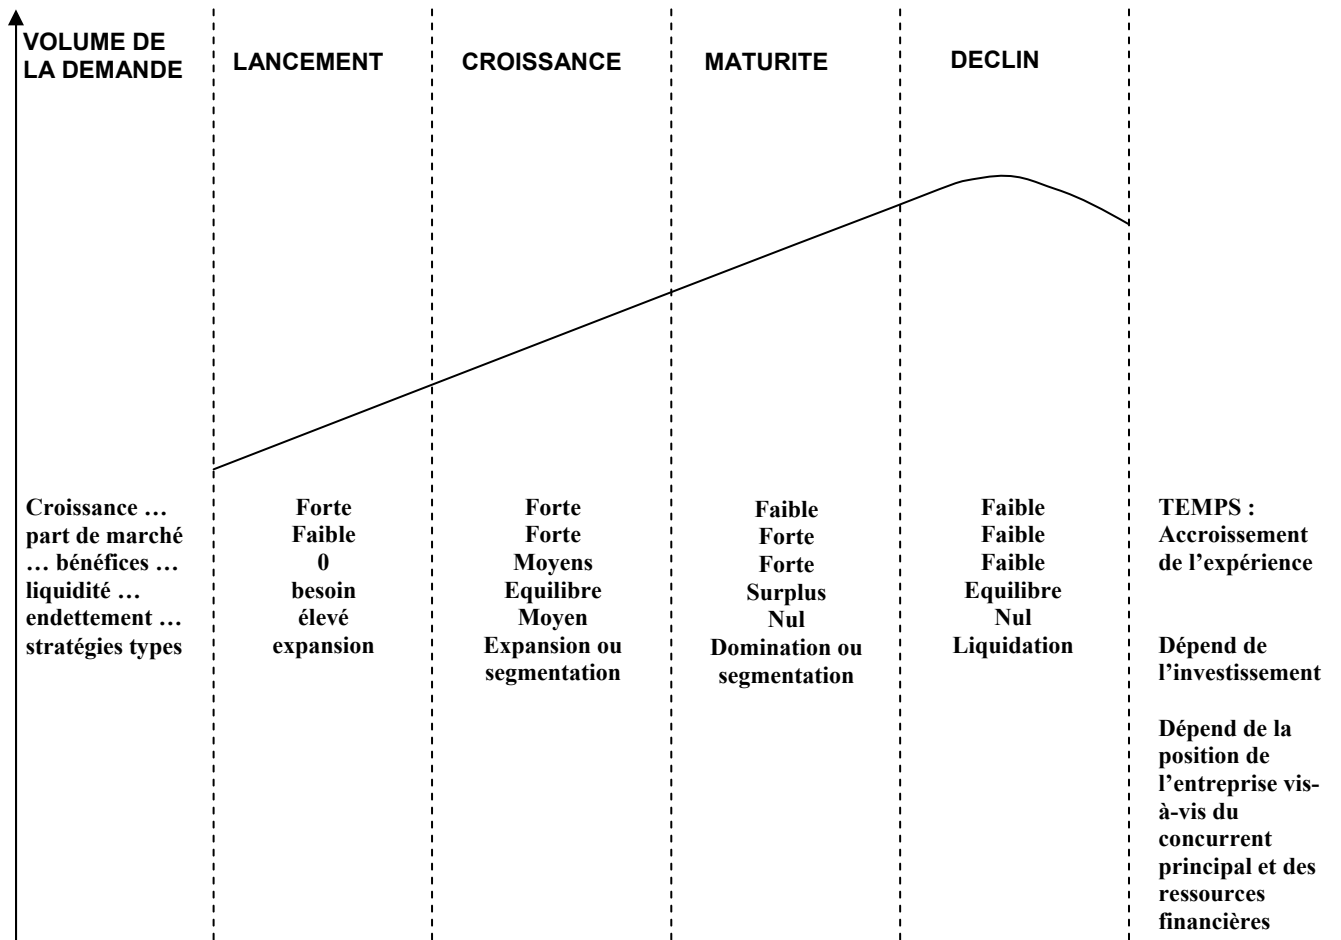 VOLUME DE
LA DEMANDE
LANCEMENT
CROISSANCE
MATURITE
DECLIN
Croissance …
part de marché
… bénéfices …
liquidité …
endettement …
stratégies types
Forte
Faible
0
besoin
élevé
expansion
Forte
Forte
Moyens
Equilibre
Moyen
Expansion ou
segmentation
Faible
Forte
Forte
Surplus
Nul
Domination ou
segmentation
Faible
Faible
Faible
Equilibre
Nul
Liquidation
TEMPS :
Accroissement
de l’expérience
Dépend de
l’investissement
Dépend de la
position de
l’entreprise vis-
à-vis du
concurrent
principal et des
ressources
financières